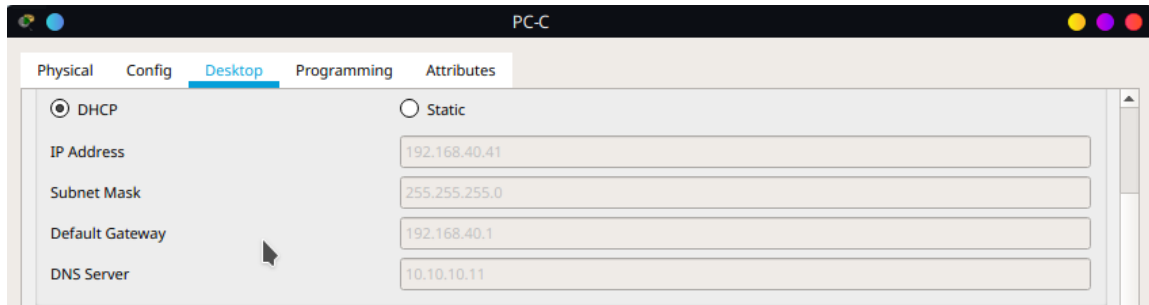 PC-C
Physical Config Desktop Programming Attributes
DHCP Static
IP Address 192.168.40.41
Subnet Mask 255.255.255.0
Default Gateway 192.168.40.1
DNS Server 10.10.10.11